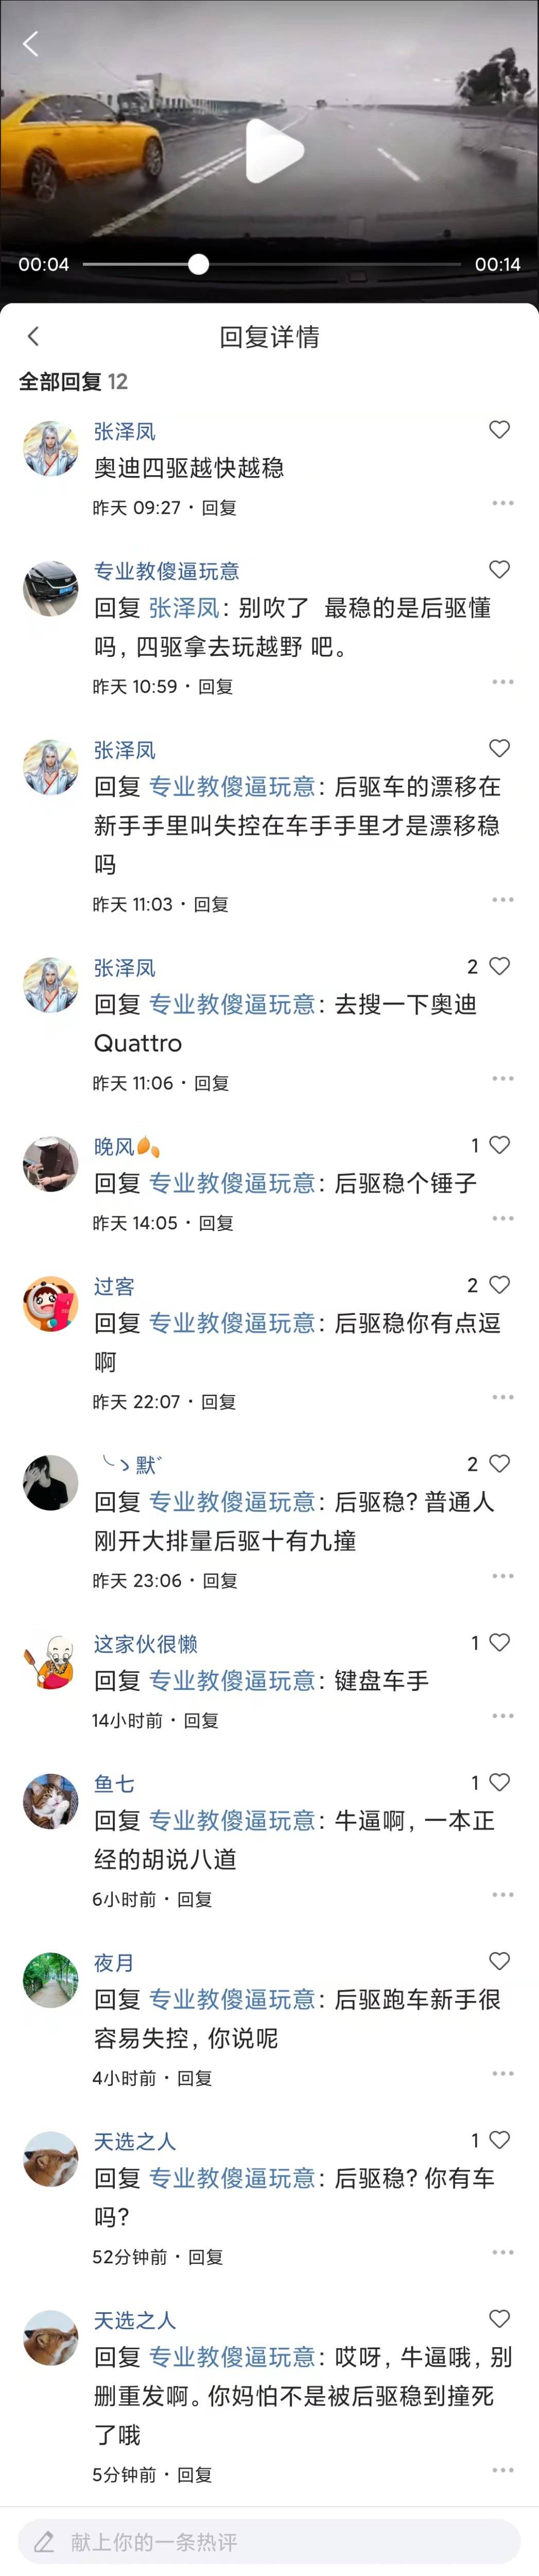 00:04
00:14
回复详情
全部回复 12
张泽凤
奥迪四驱越快越稳
昨天 09:27 · 回复
专业教傻逼玩意
回复 张泽凤: 别吹了 最稳的是后驱懂
吗, 四驱拿去玩越野 吧。
昨天 10:59 · 回复
张泽凤
回复 专业教傻逼玩意: 后驱车的漂移在
新手手里叫失控在车手手里才是漂移稳
吗
昨天 11:03 · 回复
张泽凤
2
回复 专业教傻逼玩意: 去搜一下奥迪
Quattro
昨天 11:06 · 回复
晚风
1
回复 专业教傻逼玩意: 后驱稳个锤子
昨天 14:05 · 回复
过客
2
回复 专业教傻逼玩意: 后驱稳你有点逗
啊
昨天 22:07 · 回复
╰ゝ默゛
2
回复 专业教傻逼玩意: 后驱稳? 普通人
刚开大排量后驱十有九撞
昨天 23:06 · 回复
这家伙很懒
1
回复 专业教傻逼玩意: 键盘车手
14小时前 · 回复
鱼七
1
回复 专业教傻逼玩意: 牛逼啊, 一本正
经的胡说八道
6小时前 · 回复
夜月
回复 专业教傻逼玩意: 后驱跑车新手很
容易失控, 你说呢
4小时前 · 回复
天选之人
1
回复 专业教傻逼玩意: 后驱稳? 你有车
吗?
52分钟前 · 回复
天选之人
回复 专业教傻逼玩意: 哎呀, 牛逼哦, 别
删重发啊。你妈怕不是被后驱稳到撞死
了哦
5分钟前 · 回复
献上你的一条热评